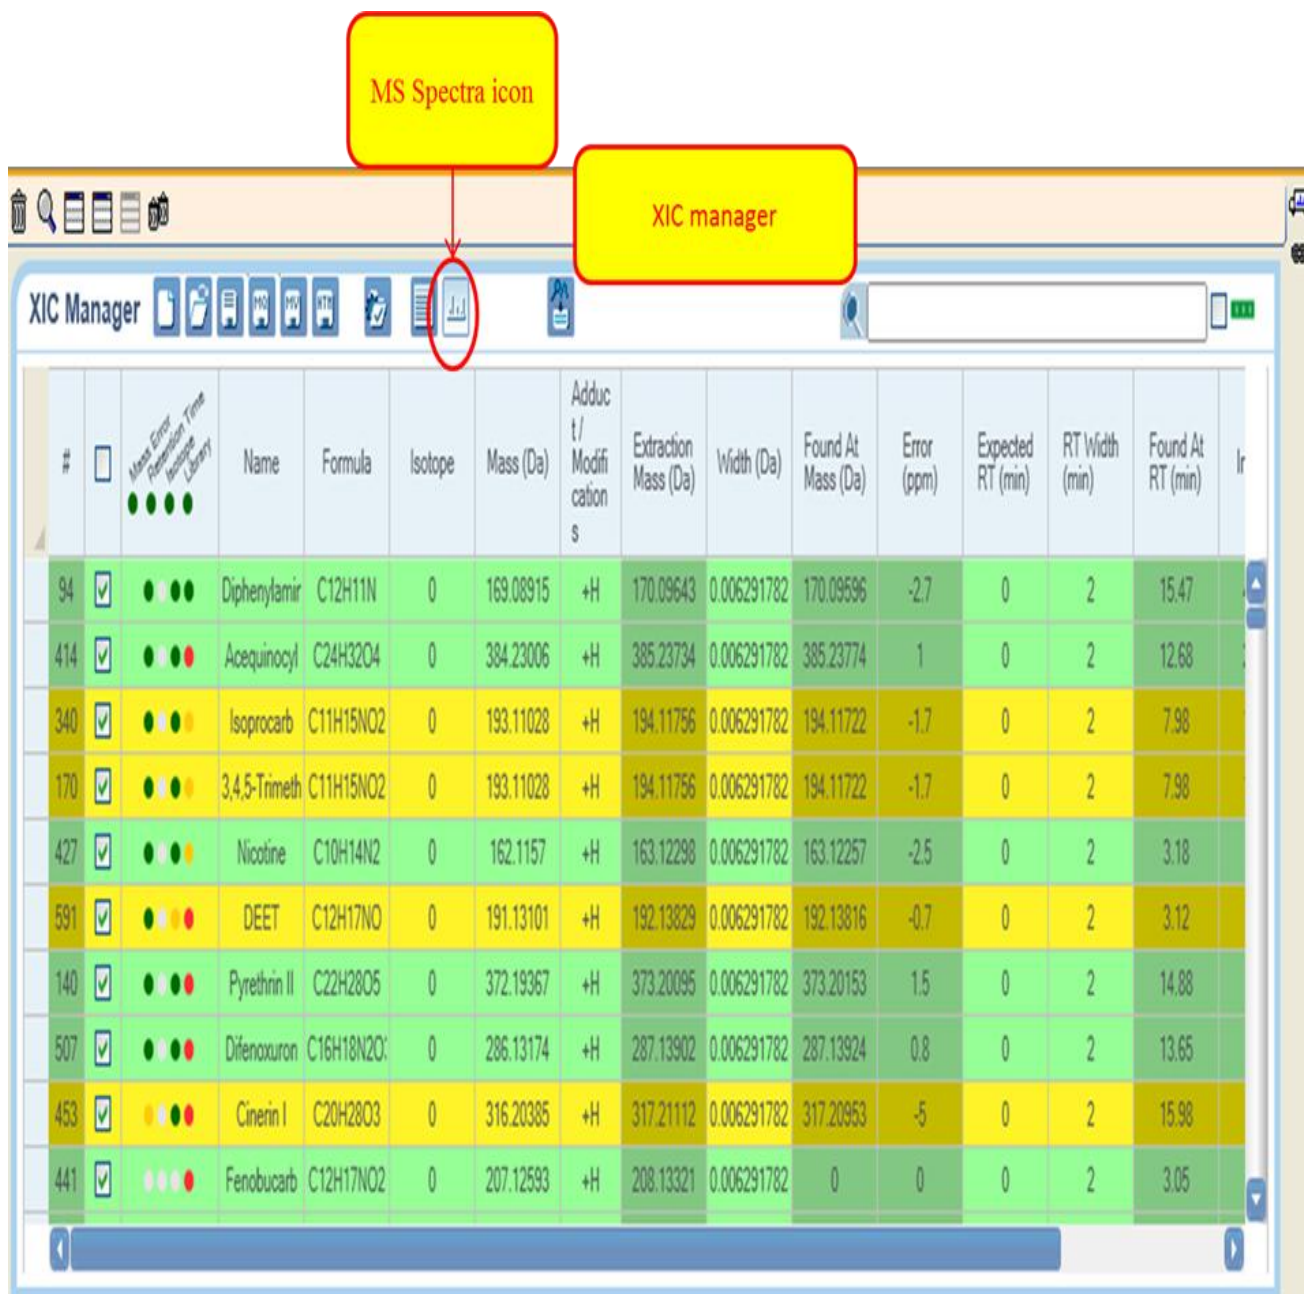 MS Spectra icon
XIC manager
XIC Manager MQ MV HTM
# Mass Error Retention Time Isotope Library Name Formula Isotope Mass (Da) Adduct/Modifications Extraction Mass (Da) Width (Da) Found At Mass (Da) Error (ppm) Expected RT (min) RT Width (min) Found At RT (min) In
94 Diphenylamir C12H11N 0 169.08915 +H 170.09643 0.006291782 170.09596 -2.7 0 2 15.47
414 Acequinocyl C24H32O4 0 384.23006 +H 385.23734 0.006291782 385.23774 1 0 2 12.68
340 Isoprocarb C11H15NO2 0 193.11028 +H 194.11756 0.006291782 194.11722 -1.7 0 2 7.98
170 3,4,5-Trimeth C11H15NO2 0 193.11028 +H 194.11756 0.006291782 194.11722 -1.7 0 2 7.98
427 Nicotine C10H14N2 0 162.1157 +H 163.12298 0.006291782 163.12257 -2.5 0 2 3.18
591 DEET C12H17NO 0 191.13101 +H 192.13829 0.006291782 192.13816 -0.7 0 2 3.12
140 Pyrethrin II C22H28O5 0 372.19367 +H 373.20095 0.006291782 373.20153 1.5 0 2 14.88
507 Difenoxuron C16H18N2O 0 286.13174 +H 287.13902 0.006291782 287.13924 0.8 0 2 13.65
453 Cinerin I C20H28O3 0 316.20385 +H 317.21112 0.006291782 317.20953 -5 0 2 15.98
441 Fenobucarb C12H17NO2 0 207.12593 +H 208.13321 0.006291782 0 0 0 2 3.05